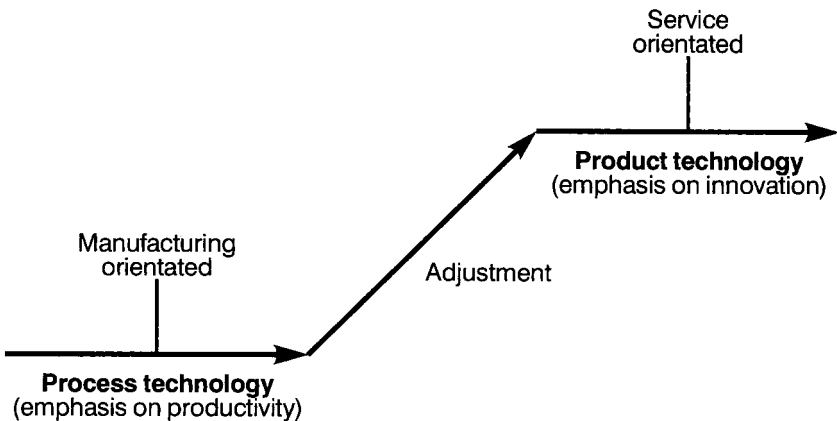 Service
orientated
Product technology
(emphasis on innovation)
Manufacturing
orientated
Adjustment
Process technology
(emphasis on productivity)